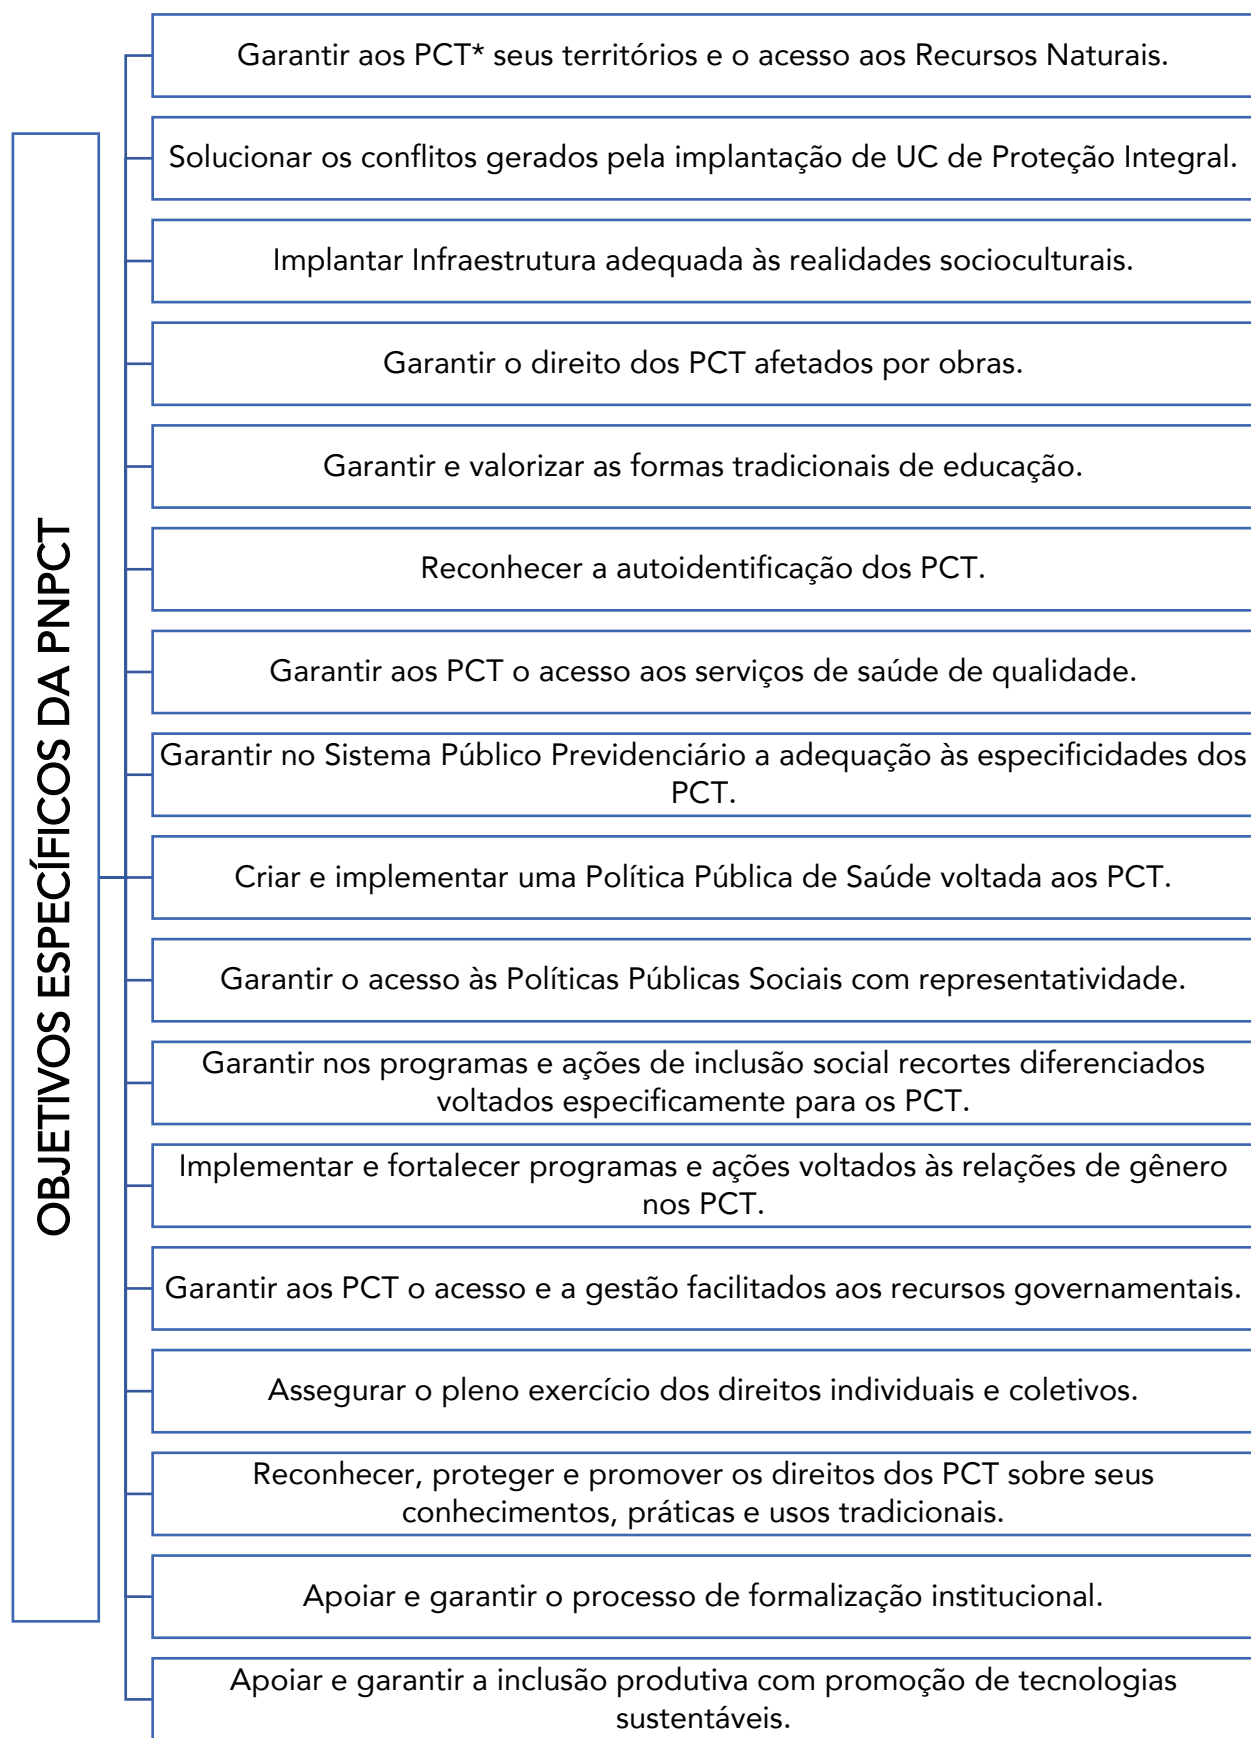 OBJETIVOS ESPECÍFICOS DA PNPCT
Garantir aos PCT* seus territórios e o acesso aos Recursos Naturais.
Solucionar os conflitos gerados pela implantação de UC de Proteção Integral.
Implantar Infraestrutura adequada às realidades socioculturais.
Garantir o direito dos PCT afetados por obras.
Garantir e valorizar as formas tradicionais de educação.
Reconhecer a autoidentificação dos PCT.
Garantir aos PCT o acesso aos serviços de saúde de qualidade.
Garantir no Sistema Público Previdenciário a adequação às especificidades dos
PCT.
Criar e implementar uma Política Pública de Saúde voltada aos PCT.
Garantir o acesso às Políticas Públicas Sociais com representatividade.
Garantir nos programas e ações de inclusão social recortes diferenciados
voltados especificamente para os PCT.
Implementar e fortalecer programas e ações voltados às relações de gênero
nos PCT.
Garantir aos PCT o acesso e a gestão facilitados aos recursos governamentais.
Assegurar o pleno exercício dos direitos individuais e coletivos.
Reconhecer, proteger e promover os direitos dos PCT sobre seus
conhecimentos, práticas e usos tradicionais.
Apoiar e garantir o processo de formalização institucional.
Apoiar e garantir a inclusão produtiva com promoção de tecnologias
sustentáveis.